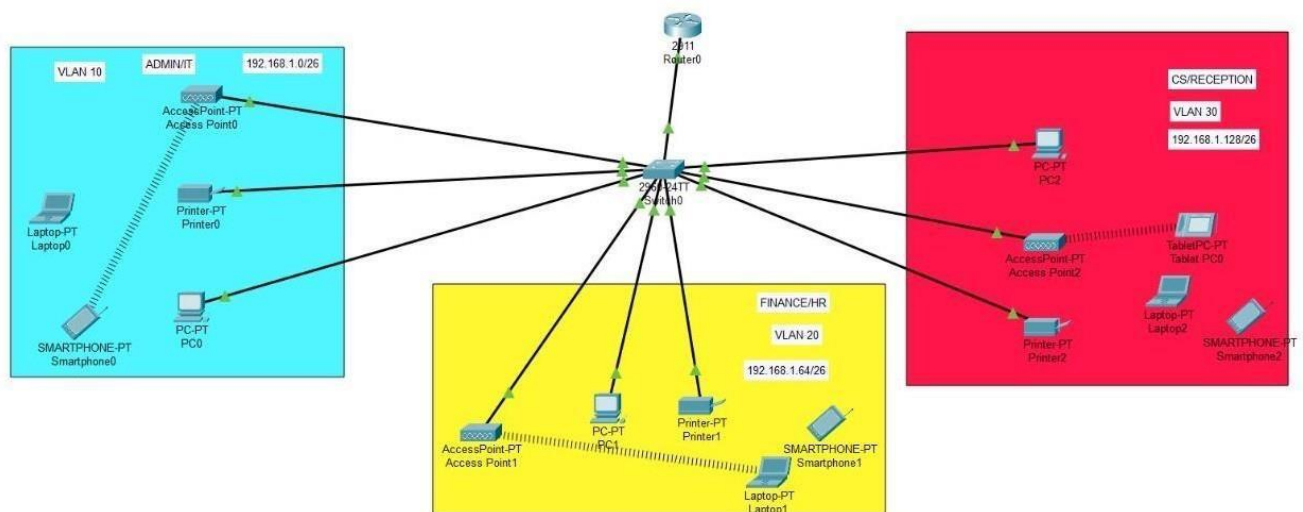 2911
Router0
VLAN 10
ADMIN/IT
192.168.1.0/26
AccessPoint-PT
Access Point0
Printer-PT
Printer0
Laptop-PT
Laptop0
PC-PT
PC0
SMARTPHONE-PT
Smartphone0
2960-24TT
Switch0
CS/RECEPTION
VLAN 30
192.168.1.128/26
PC-PT
PC2
AccessPoint-PT
Access Point2
TabletPC-PT
Tablet PC0
Laptop-PT
Laptop2
Printer-PT
Printer2
SMARTPHONE-PT
Smartphone2
FINANCE/HR
VLAN 20
192.168.1.64/26
AccessPoint-PT
Access Point1
PC-PT
PC1
Printer-PT
Printer1
SMARTPHONE-PT
Smartphone1
Laptop-PT
Laptop1